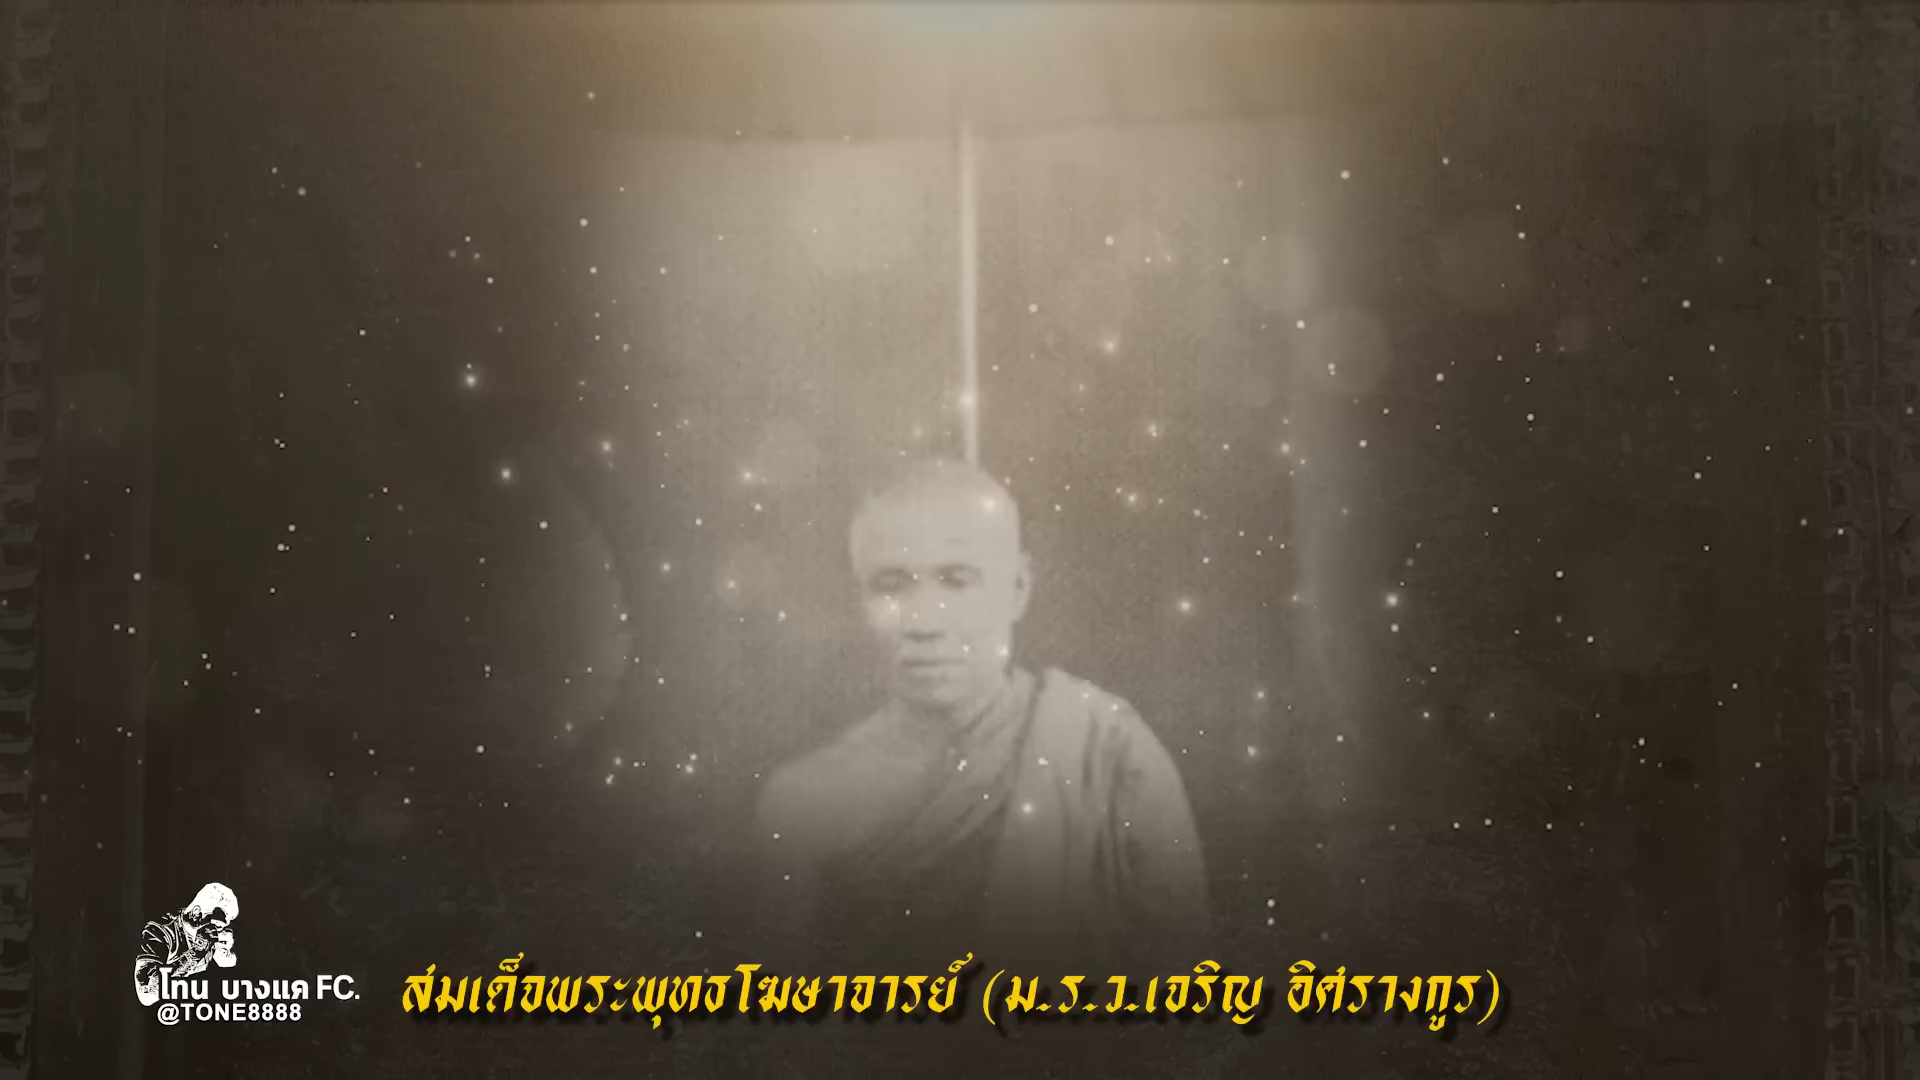 โทน บางแค FC.
@TONE8888
สมเด็จพระพุทธโฆษาจารย์ (ม.ร.ว.เจริญ อิศรางกูร)